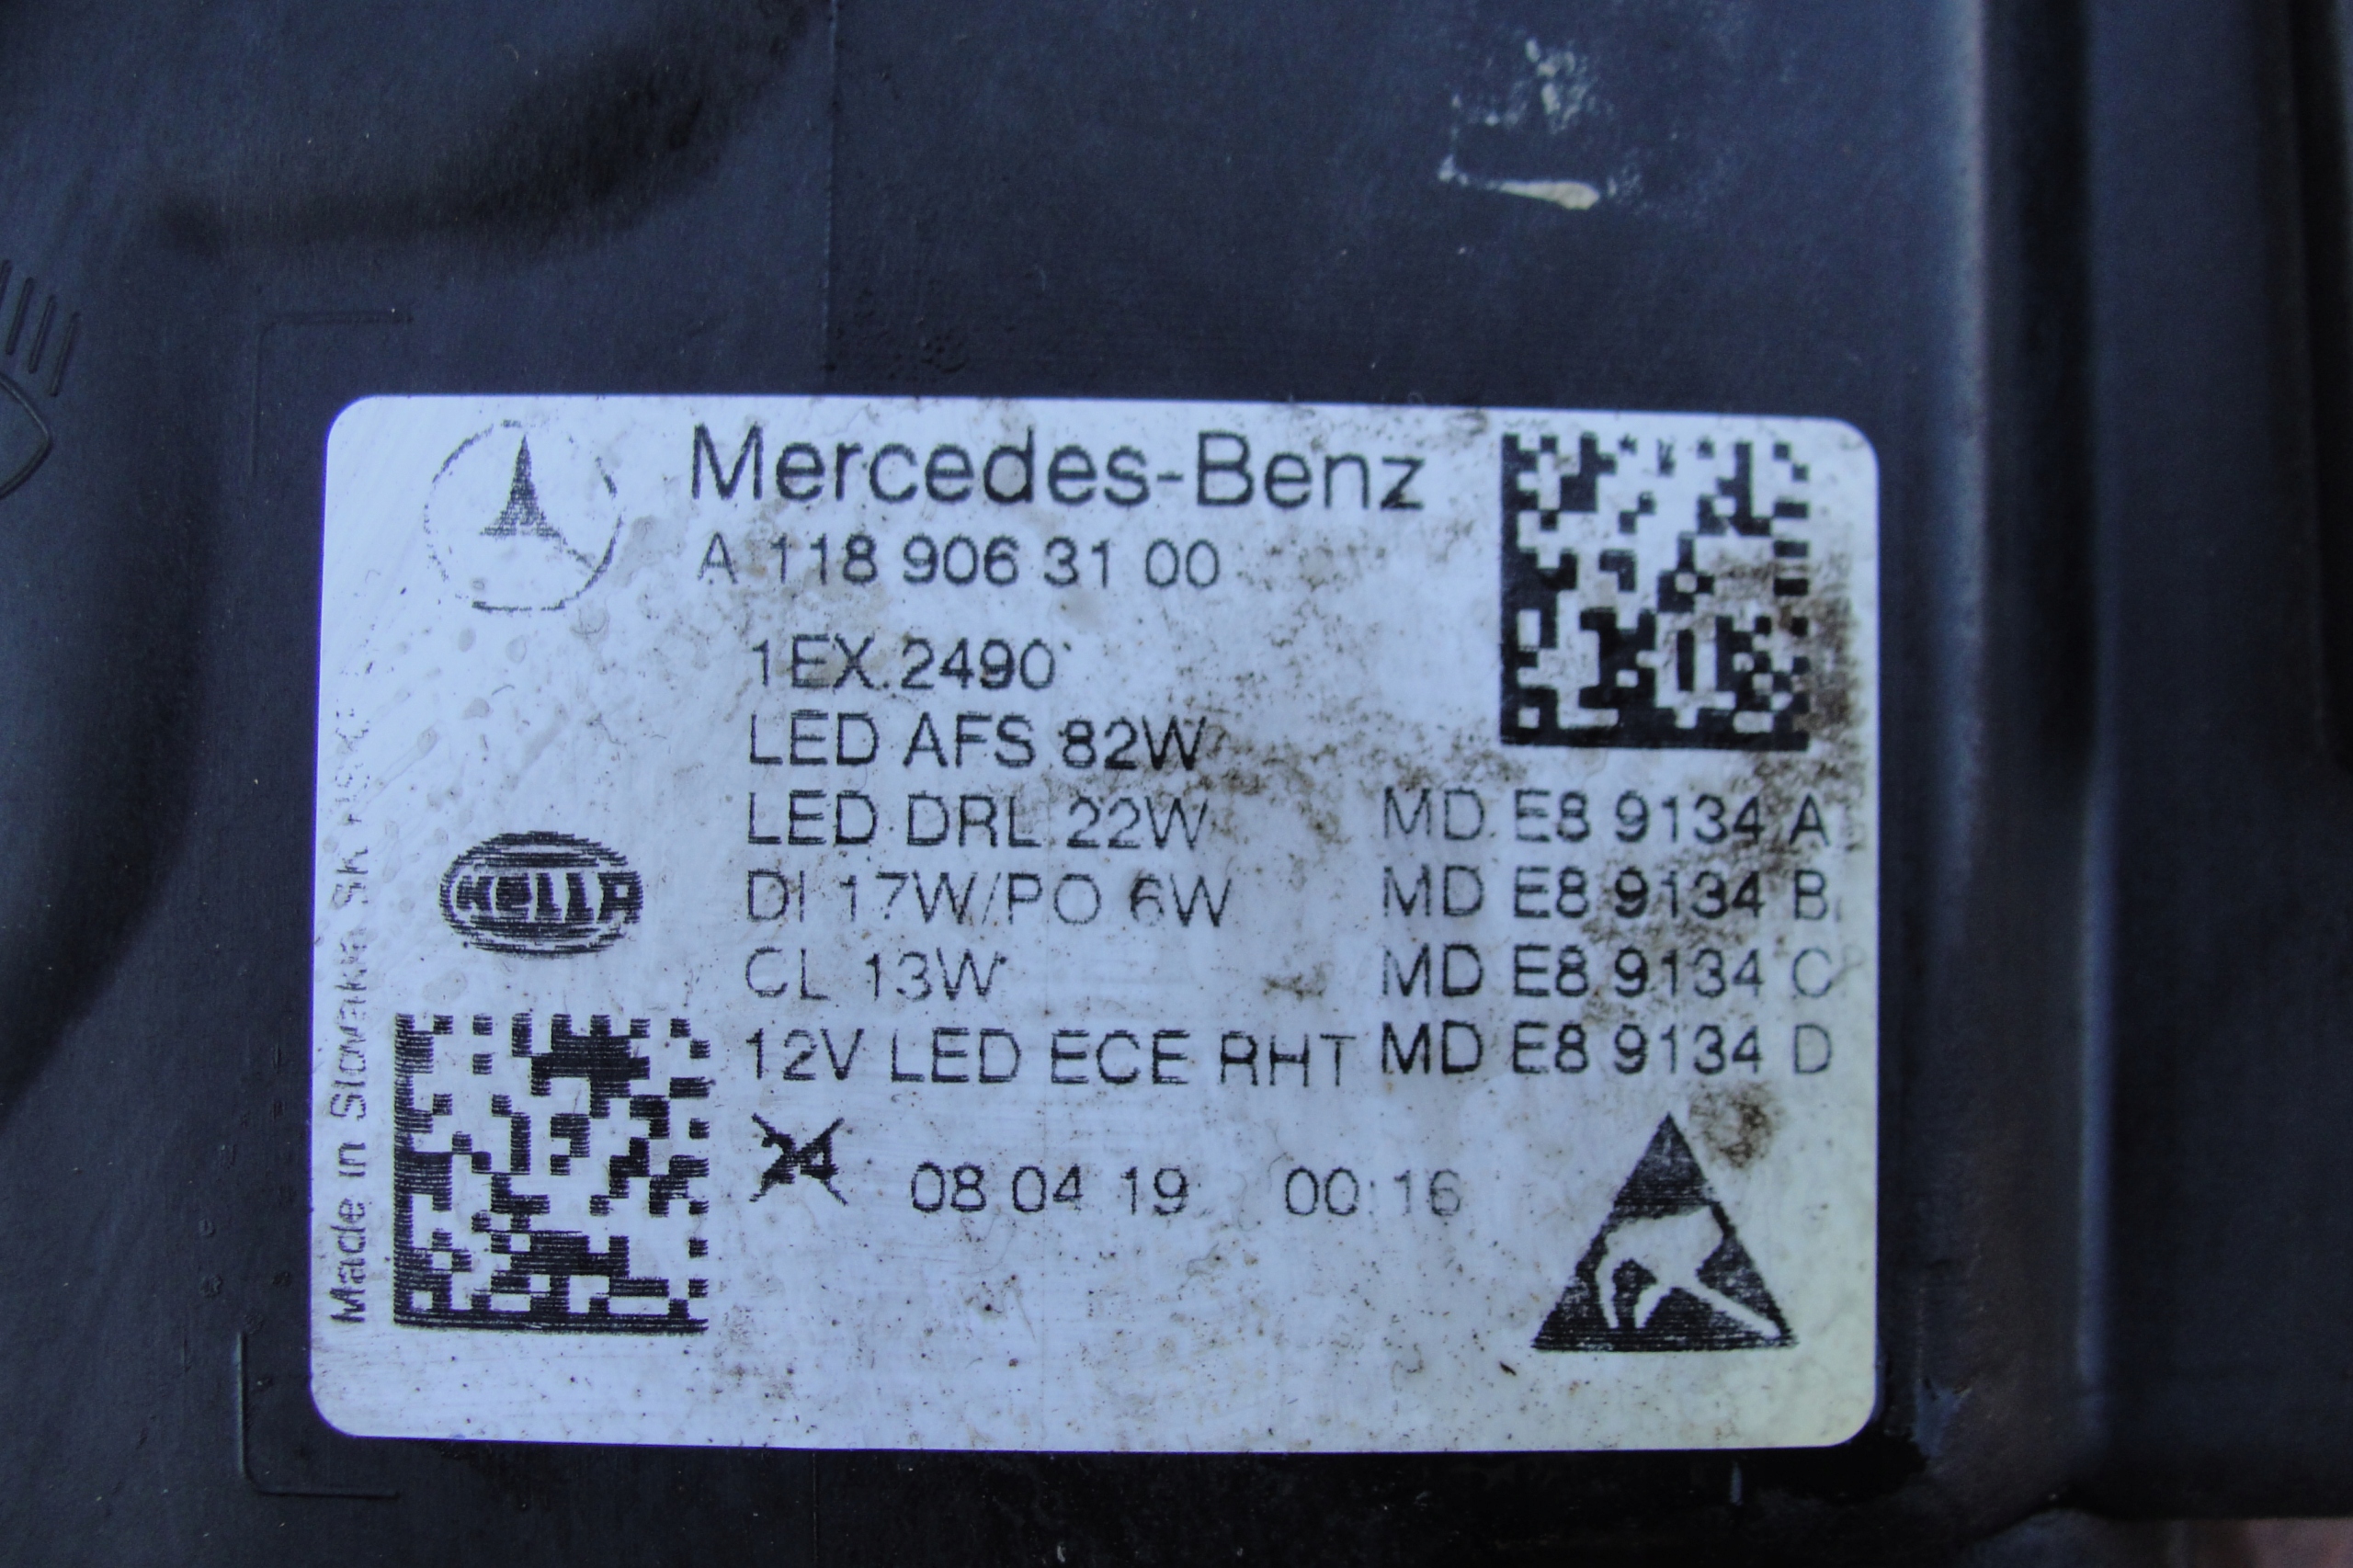 Mercedes-Benz
A 118 906 31 00
1EX.2490
LED AFS 82W
LED DRL 22W MD E8 9134 A
HELLA
DI 17W/PO 6W MD E8 9134 B
CL 13W MD E8 9134 C
12V LED ECE RHT MD E8 9134 D
24 08 04 19 00:16
Made in Slovakia SK